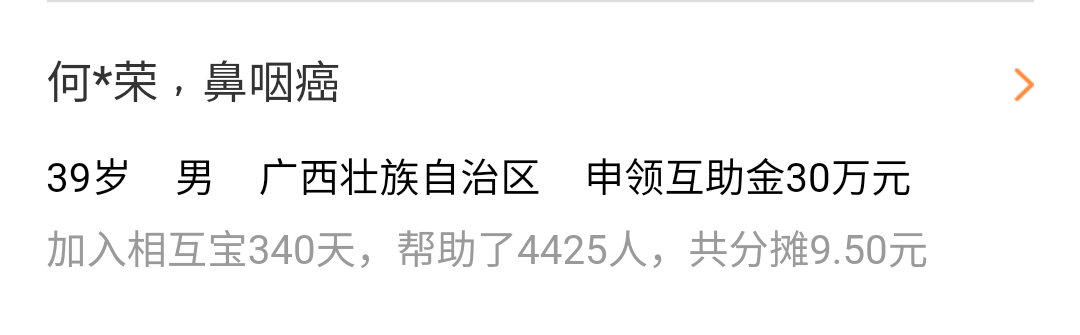 何*荣，鼻咽癌
39岁 男 广西壮族自治区 申领互助金30万元
加入相互宝340天，帮助了4425人，共分摊9.50元